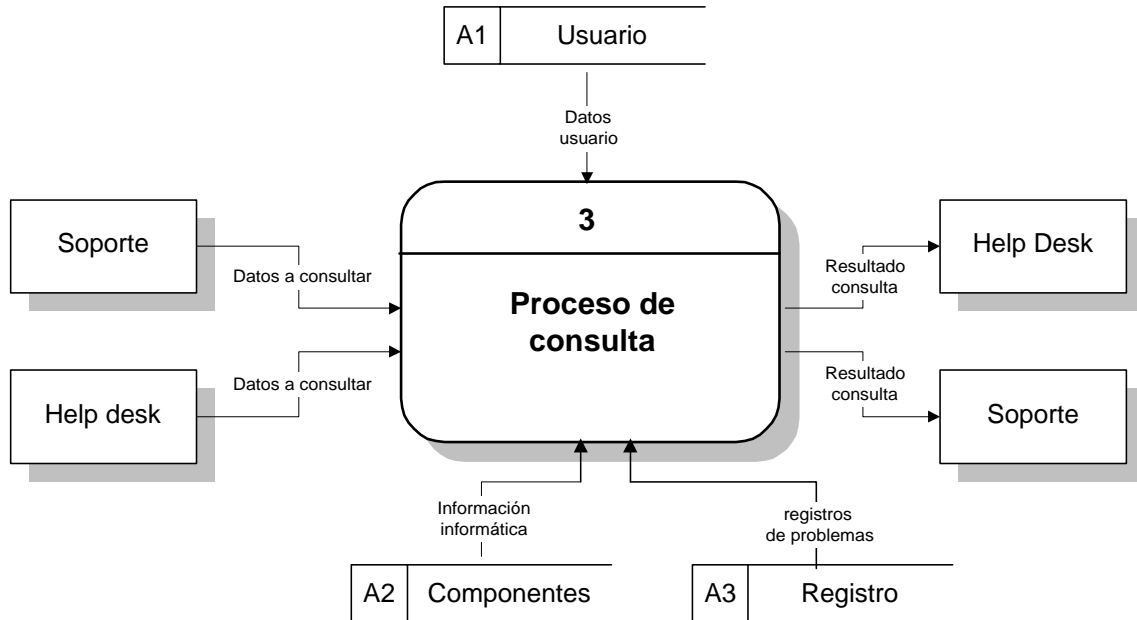 A1 Usuario
Datos
usuario
3
Proceso de
consulta
Soporte
Datos a consultar
Help desk
Datos a consultar
Resultado
consulta
Help Desk
Resultado
consulta
Soporte
Información
informática
A2 Componentes
registros
de problemas
A3 Registro